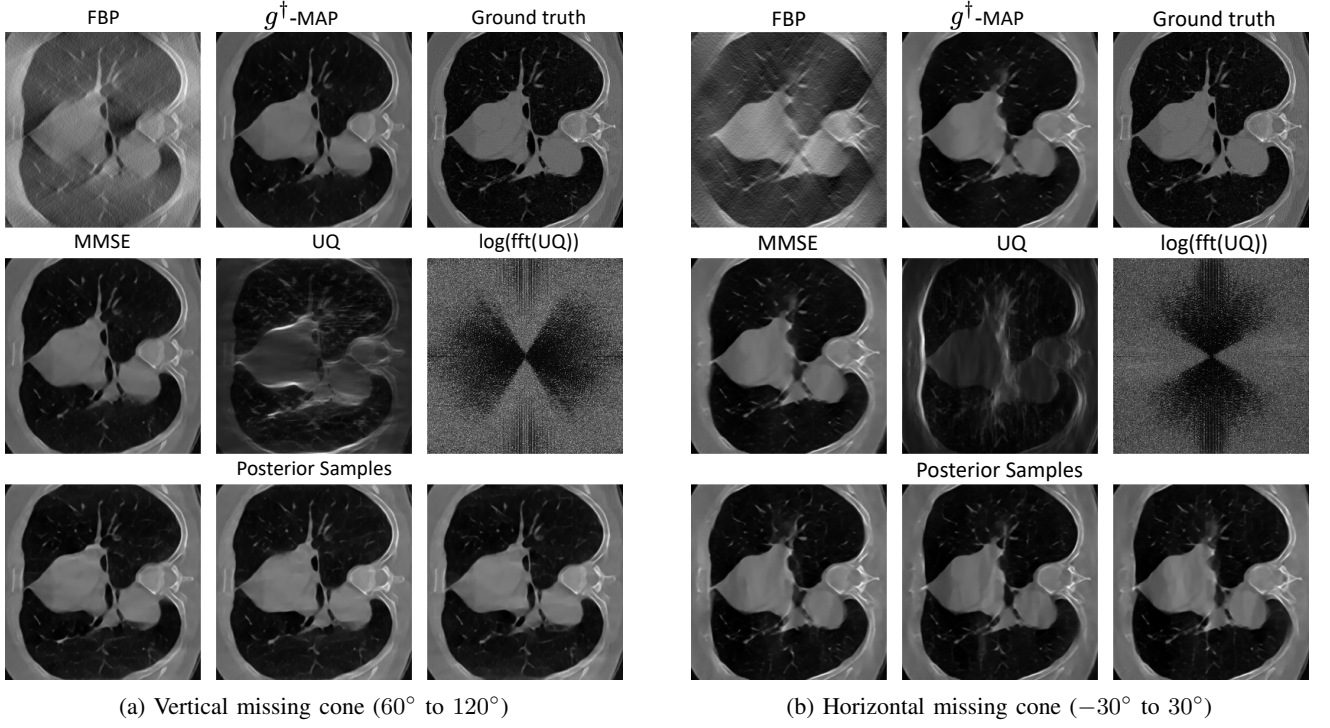 FBP
g†-MAP
Ground truth
MMSE
UQ
log(fft(UQ))
Posterior Samples
(a) Vertical missing cone (60° to 120°)
FBP
g†-MAP
Ground truth
MMSE
UQ
log(fft(UQ))
Posterior Samples
(b) Horizontal missing cone (−30° to 30°)